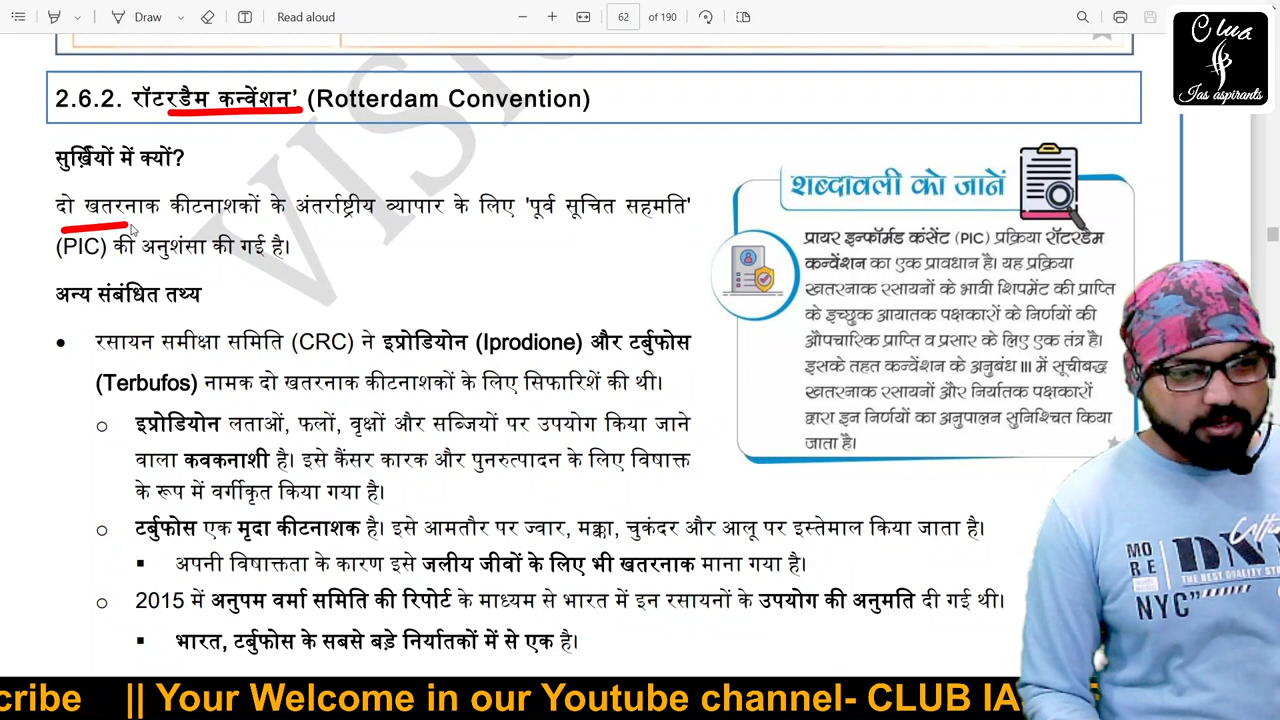 Draw
Read aloud
62
of 190
Club
Ias aspirants
2.6.2. रॉटरडैम कन्वेंशन' (Rotterdam Convention)
VISI
सुर्ख़ियों में क्यों?
दो खतरनाक कीटनाशकों के अंतर्राष्ट्रीय व्यापार के लिए 'पूर्व सूचित सहमति'
(PIC) की अनुशंसा की गई है।
अन्य संबंधित तथ्य
• रसायन समीक्षा समिति (CRC) ने इप्रोडियोन (Iprodione) और टर्बुफोस
(Terbufos) नामक दो खतरनाक कीटनाशकों के लिए सिफारिशें की थी।
o इप्रोडियोन लताओं, फलों, वृक्षों और सब्जियों पर उपयोग किया जाने
वाला कवकनाशी है। इसे कैंसर कारक और पुनरुत्पादन के लिए विषाक्त
के रूप में वर्गीकृत किया गया है।
o टर्बुफोस एक मृदा कीटनाशक है। इसे आमतौर पर ज्वार, मक्का, चुकंदर और आलू पर इस्तेमाल किया जाता है।
▪ अपनी विषाक्तता के कारण इसे जलीय जीवों के लिए भी खतरनाक माना गया है।
o 2015 में अनुपम वर्मा समिति की रिपोर्ट के माध्यम से भारत में इन रसायनों के उपयोग की अनुमति दी गई थी।
▪ भारत, टर्बुफोस के सबसे बड़े निर्यातकों में से एक है।
शब्दावली को जानें
प्रायर इन्फॉर्मड कंसेंट (PIC) प्रक्रिया रॉटरडैम
कन्वेंशन का एक प्रावधान है। यह प्रक्रिया
खतरनाक रसायनों के भावी शिपमेंट की प्राप्ति
के इच्छुक आयातक पक्षकारों के निर्णयों की
औपचारिक प्राप्ति व प्रसार के लिए एक तंत्र है।
इसके तहत कन्वेंशन के अनुबंध III में सूचीबद्ध
खतरनाक रसायनों और निर्यातक पक्षकारों
द्वारा इन निर्णयों का अनुपालन सुनिश्चित किया
जाता है।
MO
RE
DN
NYC"
cribe || Your Welcome in our Youtube channel- CLUB IA